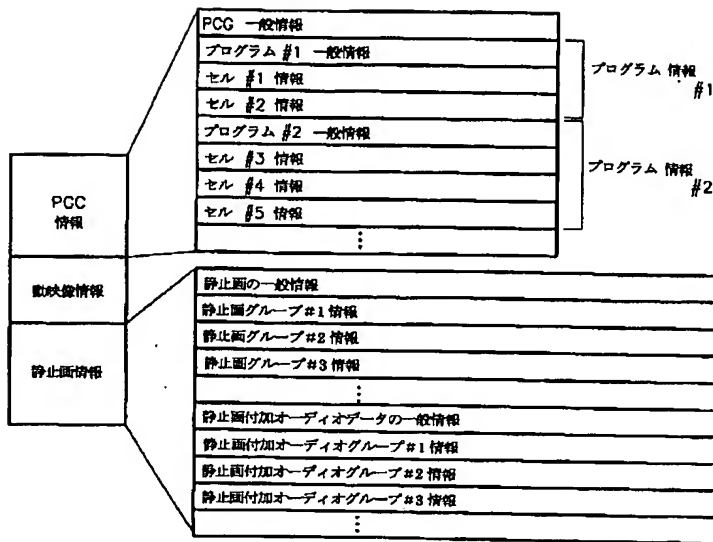 PCG 一般情報
プログラム #1 一般情報
セル #1 情報
セル #2 情報
プログラム #2 一般情報
セル #3 情報
セル #4 情報
セル #5 情報
プログラム 情報
#1
プログラム 情報
#2
PCC
情報
動映像情報
静止画情報
静止画の一般情報
静止画グループ#1 情報
静止画グループ#2 情報
静止画グループ#3 情報
静止画付加オーディオデータの一般情報
静止画付加オーディオグループ#1 情報
静止画付加オーディオグループ#2 情報
静止画付加オーディオグループ#3 情報